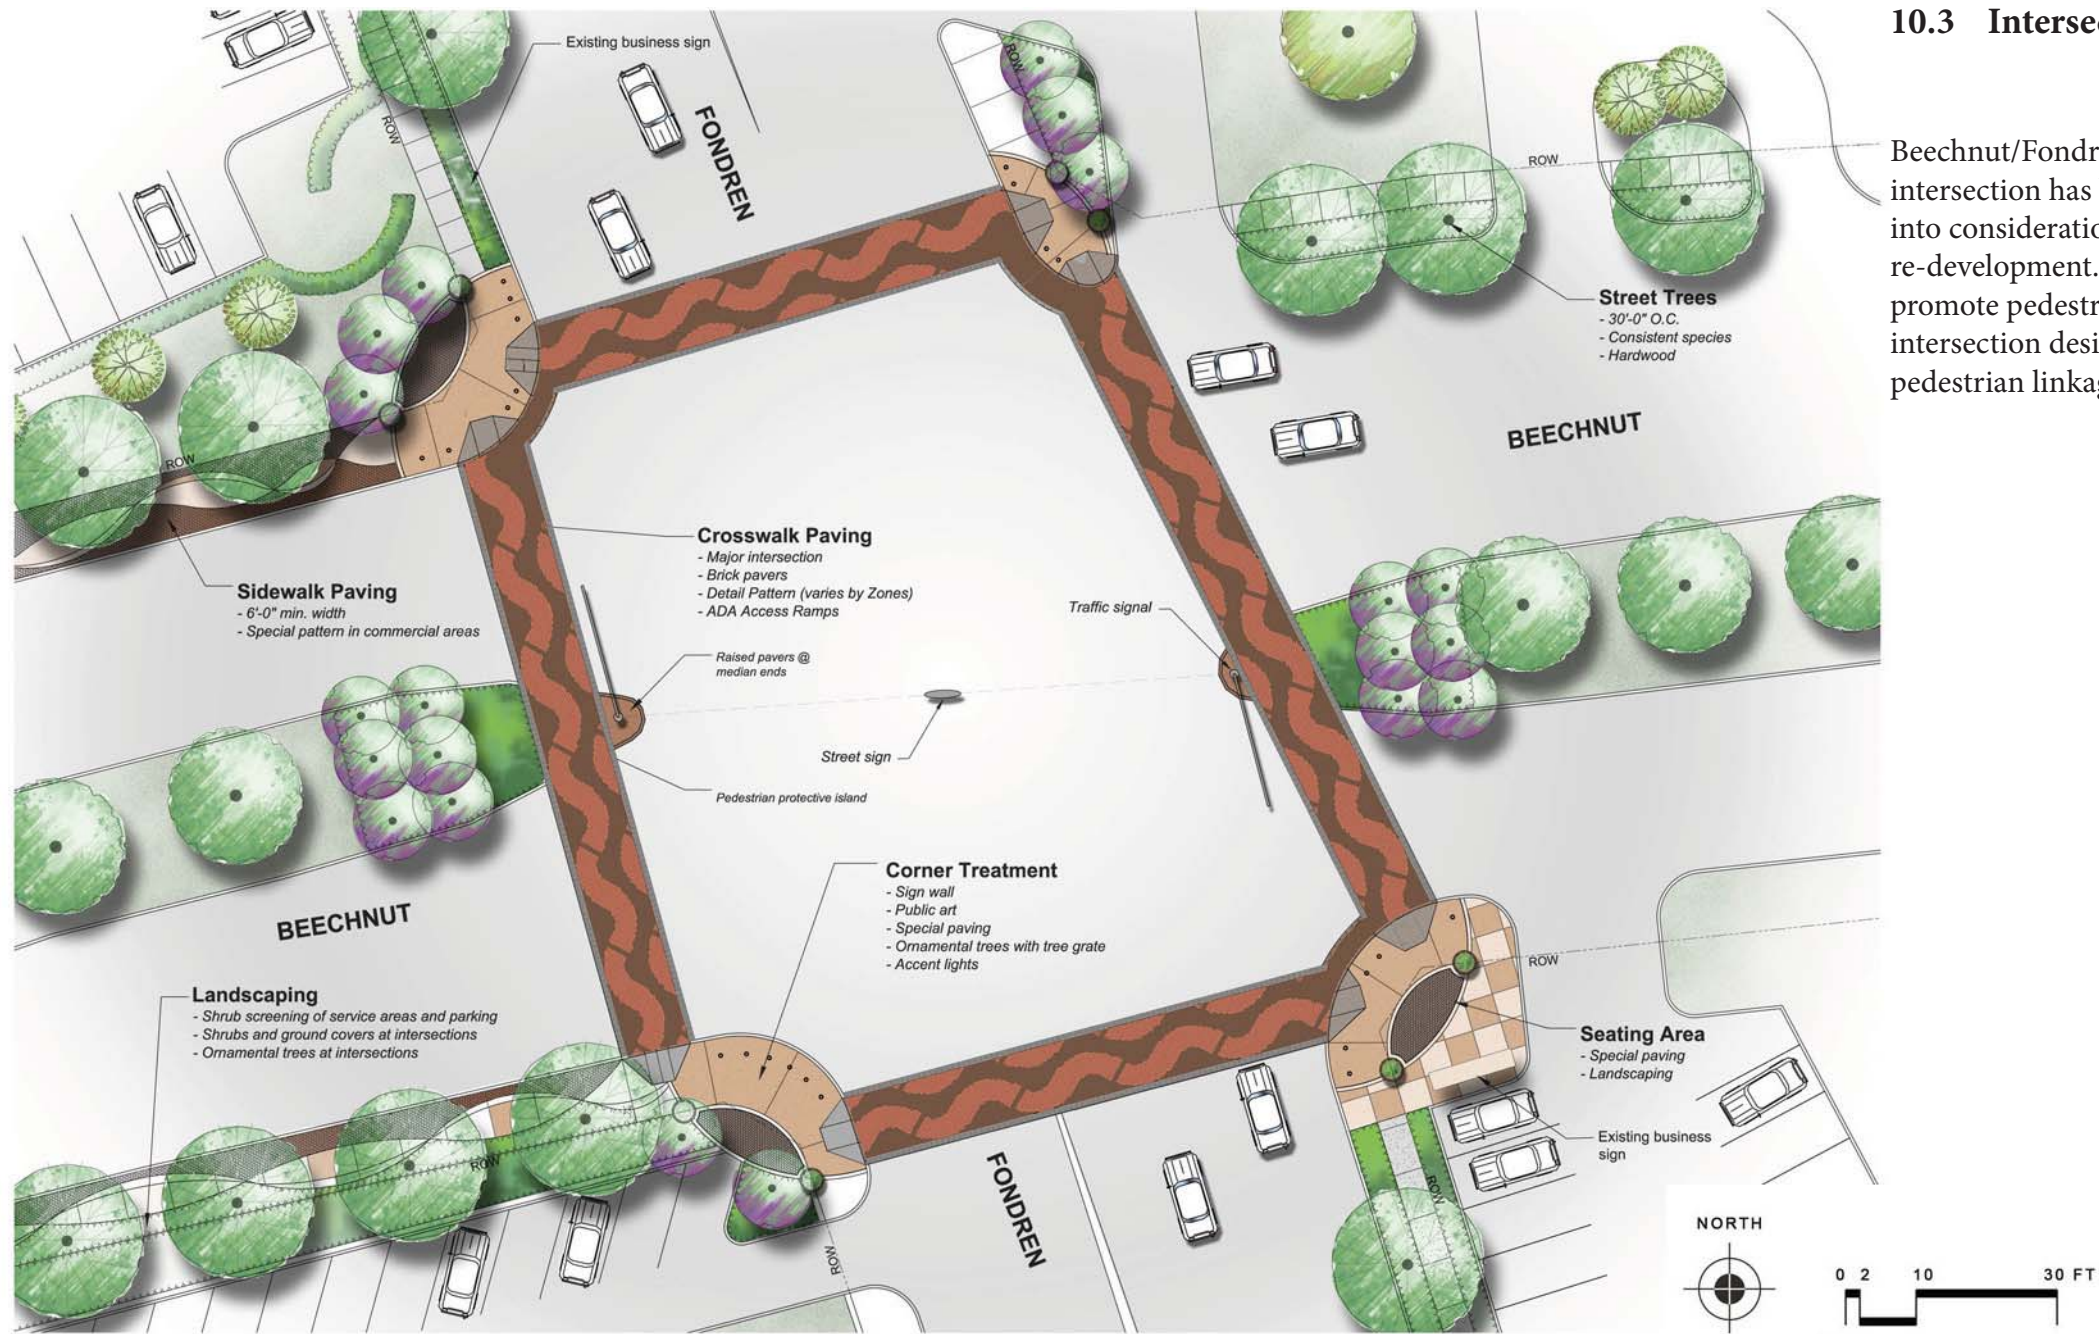 10.3 Intersec
Beechnut/Fondr
intersection has
into consideratio
re-development.
promote pedestr
intersection desi
pedestrian linkag
Existing business sign
ROW
FONDREN
ROW
ROW
Street Trees
- 30'-0" O.C.
- Consistent species
- Hardwood
BEECHNUT
ROW
Crosswalk Paving
- Major intersection
- Brick pavers
- Detail Pattern (varies by Zones)
- ADA Access Ramps
Sidewalk Paving
- 6'-0" min. width
- Special pattern in commercial areas
Traffic signal
Raised pavers @
median ends
Street sign
Pedestrian protective island
Corner Treatment
- Sign wall
- Public art
- Special paving
- Ornamental trees with tree grate
- Accent lights
BEECHNUT
ROW
Landscaping
- Shrub screening of service areas and parking
- Shrubs and ground covers at intersections
- Ornamental trees at intersections
Seating Area
- Special paving
- Landscaping
Existing business
sign
ROW
FONDREN
ROW
ROW
NORTH
0 2 10 30 FT